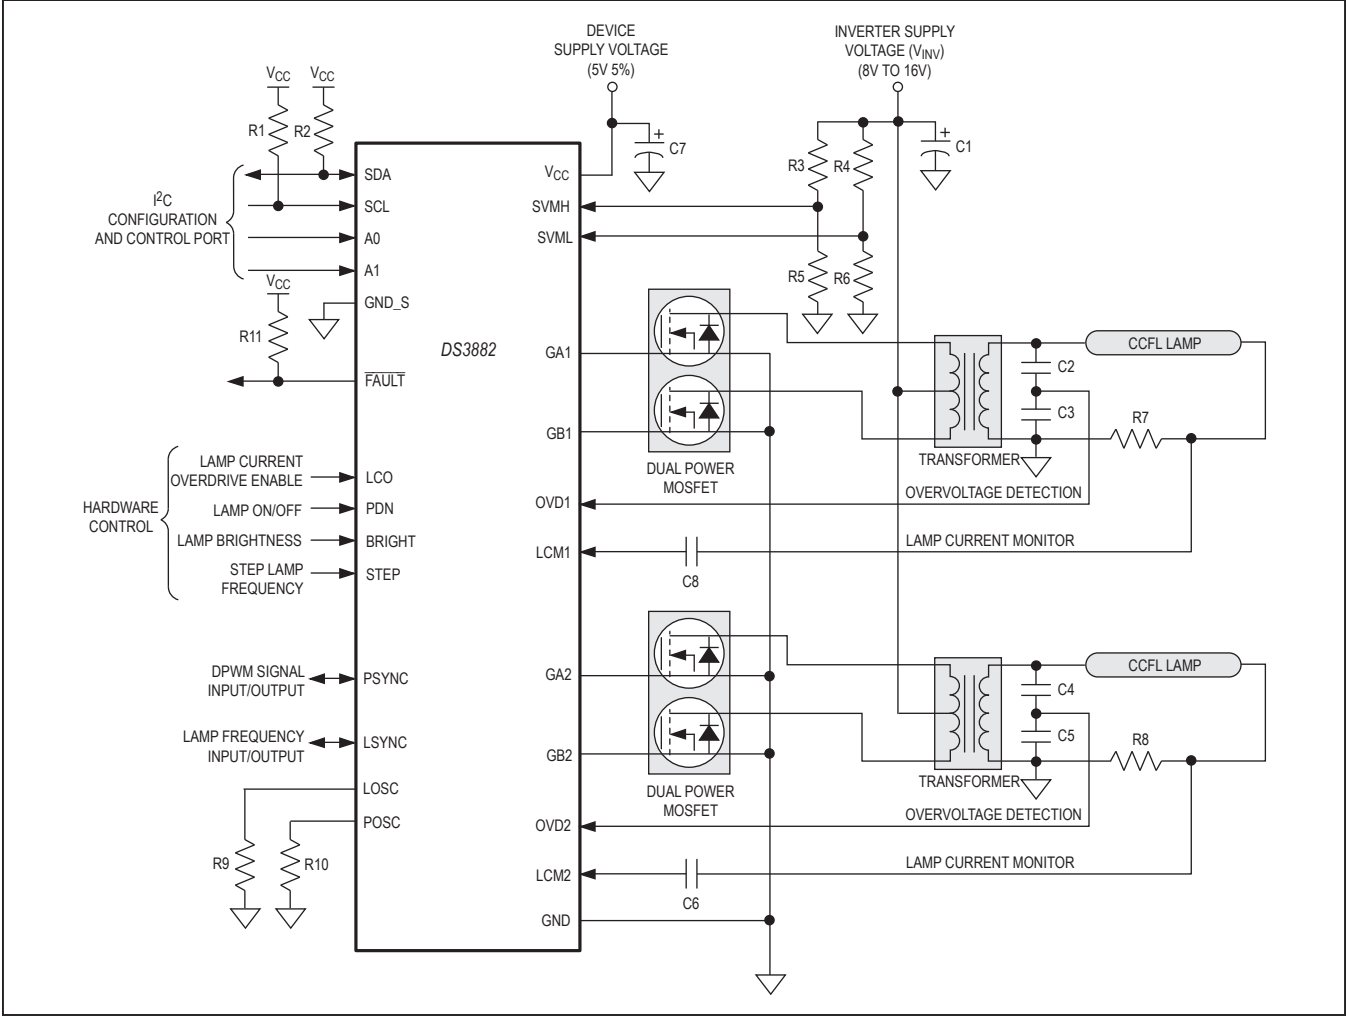 DEVICE
SUPPLY VOLTAGE
(5V 5%)
INVERTER SUPPLY
VOLTAGE (VINV)
(8V TO 16V)
VCC
VCC
R1
R2
C7
R3
R4
C1
I2C
CONFIGURATION
AND CONTROL PORT
SDA
SCL
A0
A1
VCC
GND_S
R11
FAULT
DS3882
VCC
SVMH
SVML
R5
R6
GA1
GB1
DUAL POWER
MOSFET
TRANSFORMER
CCFL LAMP
C2
C3
R7
OVD1
OVERVOLTAGE DETECTION
LCM1
C8
LAMP CURRENT MONITOR
HARDWARE
CONTROL
LAMP CURRENT
OVERDRIVE ENABLE
LCO
LAMP ON/OFF
PDN
LAMP BRIGHTNESS
BRIGHT
STEP LAMP
FREQUENCY
STEP
DPWM SIGNAL
INPUT/OUTPUT
PSYNC
LAMP FREQUENCY
INPUT/OUTPUT
LSYNC
LOSC
POSC
R9
R10
GA2
GB2
DUAL POWER
MOSFET
TRANSFORMER
CCFL LAMP
C4
C5
R8
OVD2
OVERVOLTAGE DETECTION
LCM2
C6
LAMP CURRENT MONITOR
GND